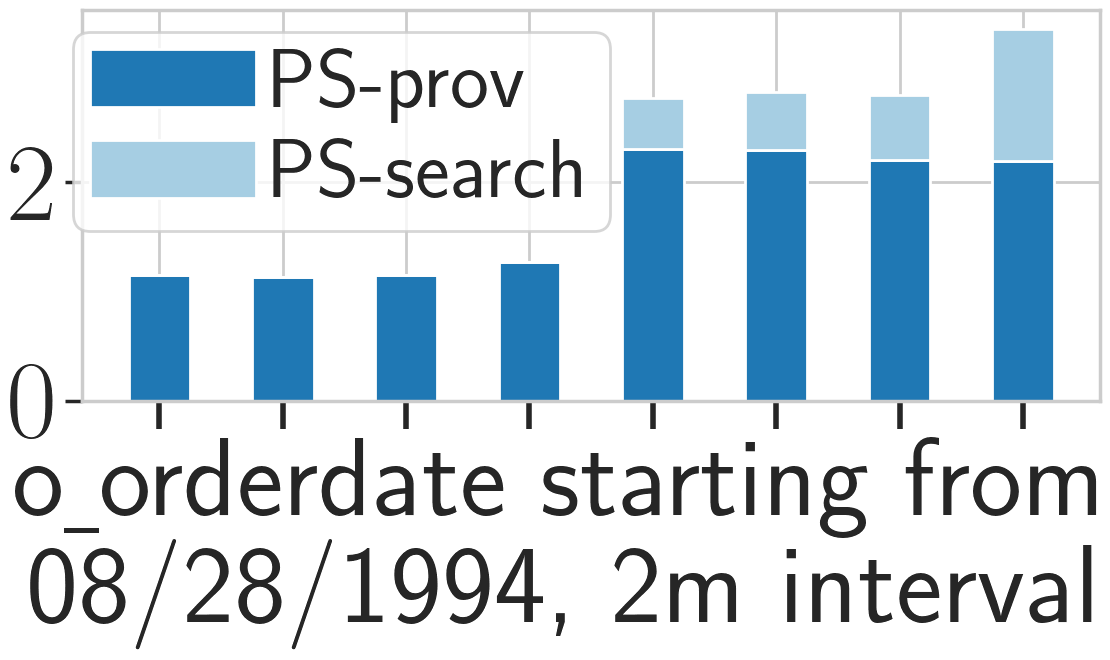 PS-prov
PS-search
2
0
o_orderdate starting from
08/28/1994, 2m interval